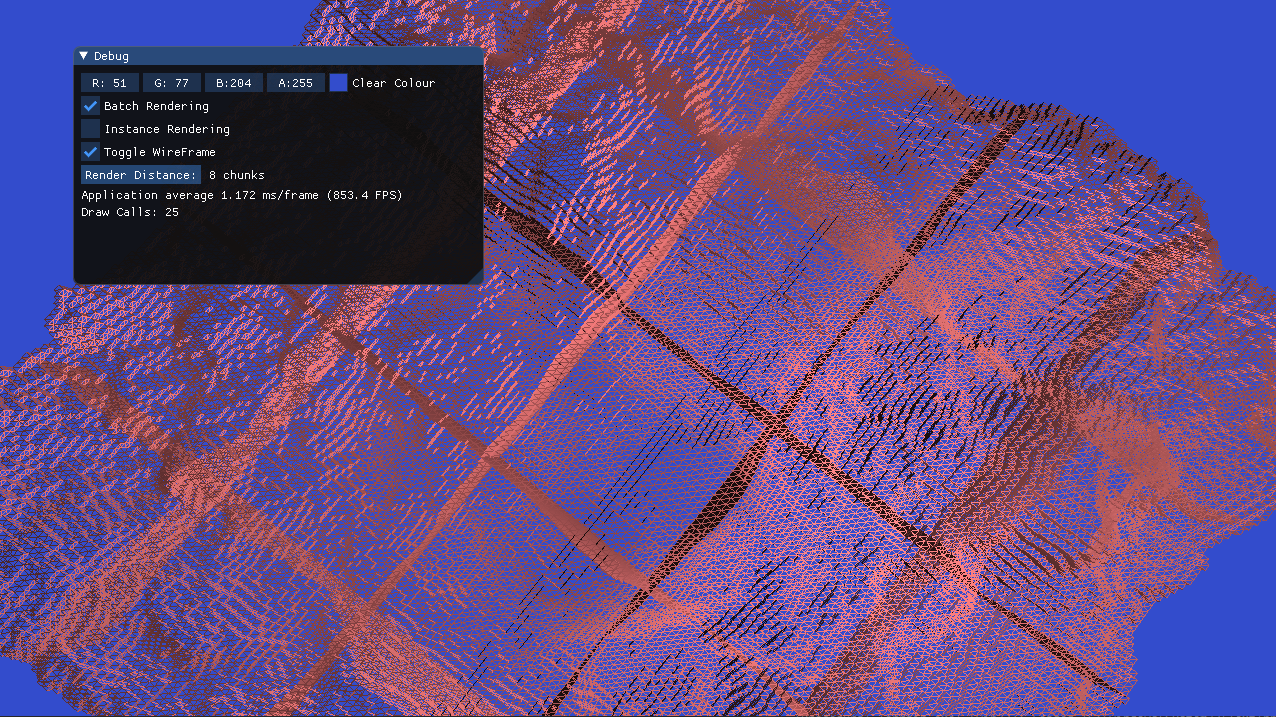 Debug
R: 51 G: 77 B:204 A:255 Clear Colour
Batch Rendering
Instance Rendering
Toggle WireFrame
Render Distance: 8 chunks
Application average 1.172 ms/frame (853.4 FPS)
Draw Calls: 25